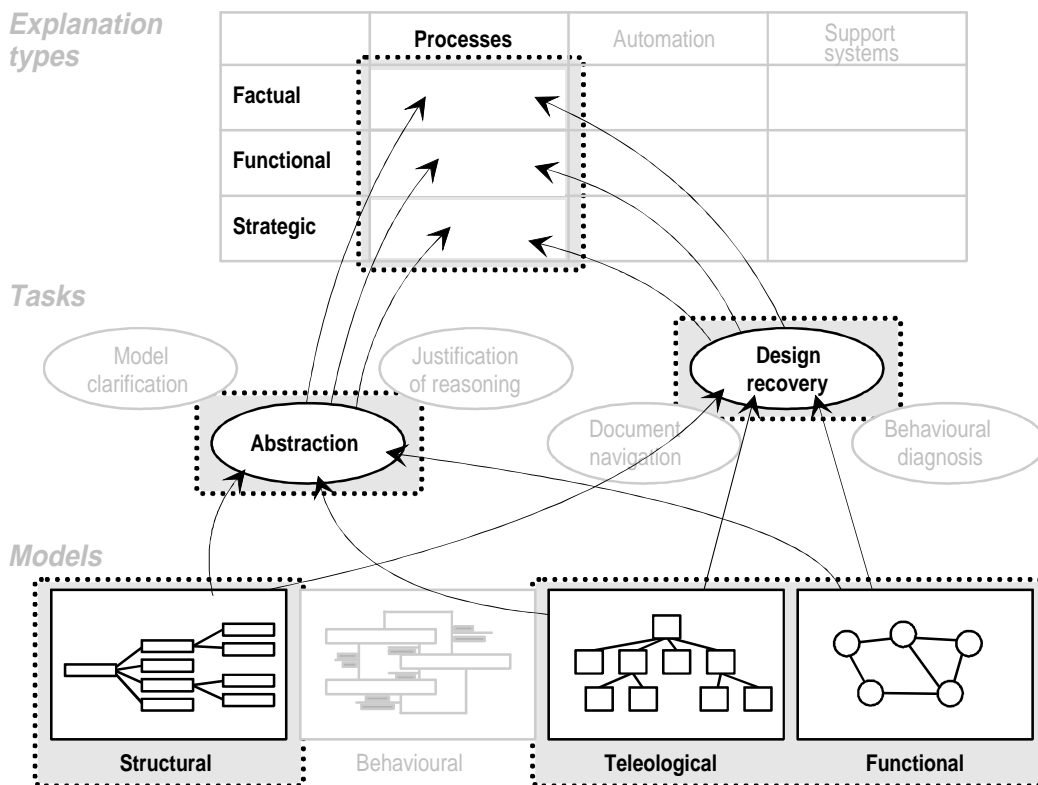 Explanation
types
Processes
Automation
Support
systems
Factual
Functional
Strategic
Tasks
Model
clarification
Justification
of reasoning
Design
recovery
Abstraction
Document
navigation
Behavioural
diagnosis
Models
Structural
Behavioural
Teleological
Functional